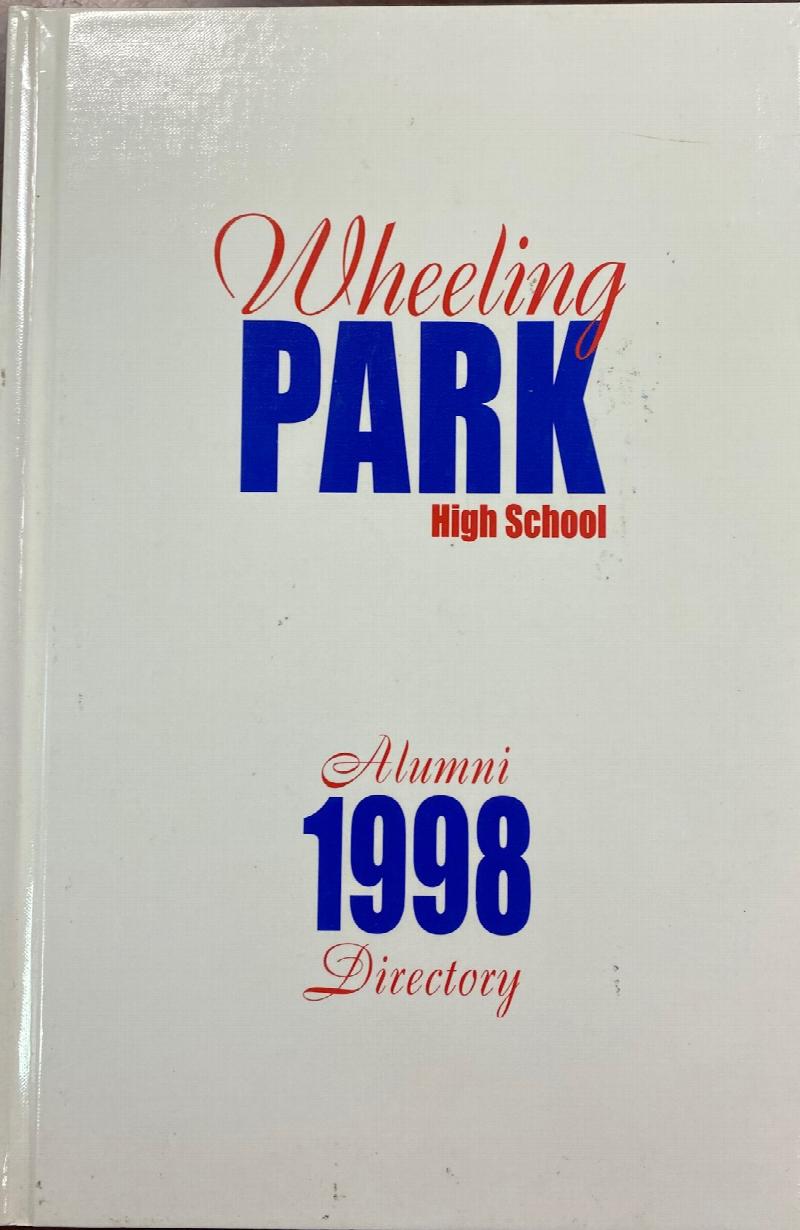 Wheeling
PARK
High School
Alumni
1998
Directory